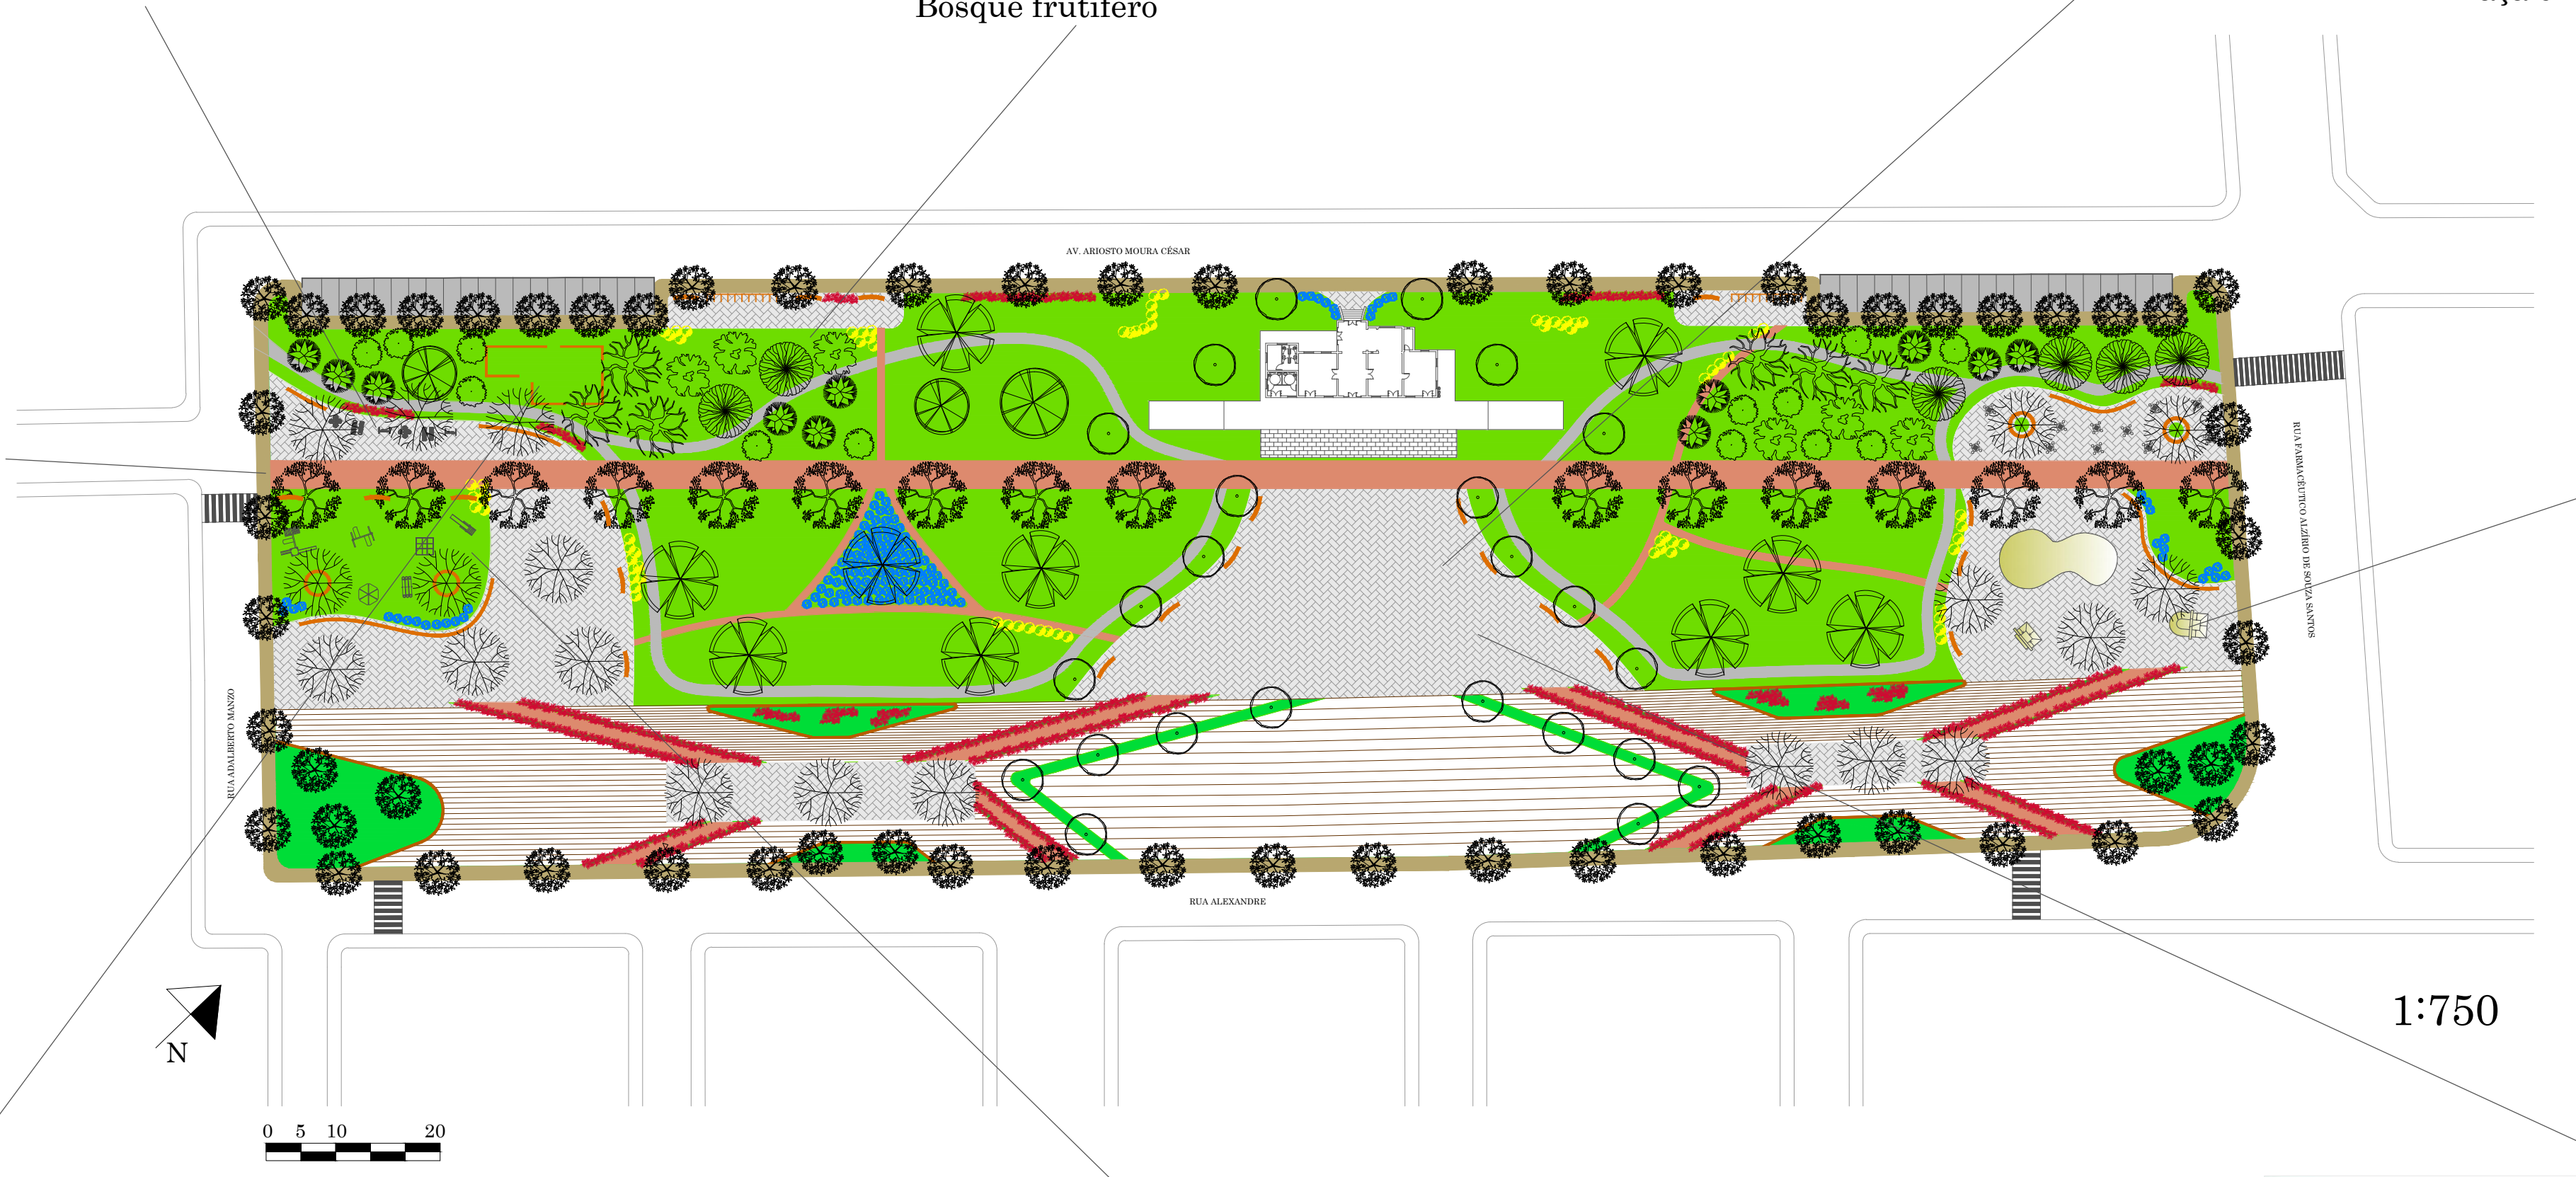 Bosque frutífero
AV. ARIOSTO MOURA CÉSAR
RUA FARMACÊUTICO ALZÍRIO DE SOUZA SANTOS
RUA ADALBERTO MANZO
RUA ALEXANDRE
N
1:750
0 5 10 20